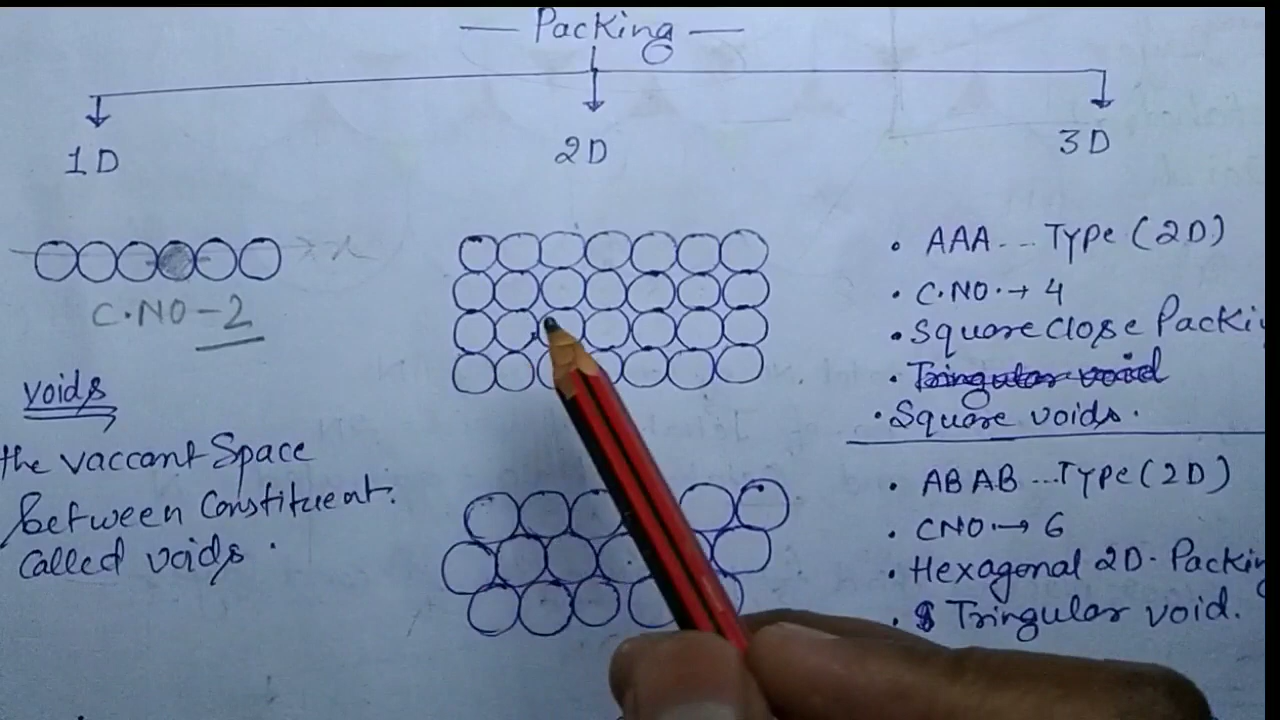 Packing
1D
2D
3D
C.NO-2
voids
the vaccant Space
between Constituent.
called voids.
• AAA... Type (2D)
• C.NO.→ 4
• Square close Packi
• Tringular void
• Square voids.
• ABAB ...Type (2D)
• CNO.→ 6
• Hexagonal 2D-Packin
• Tringular void.